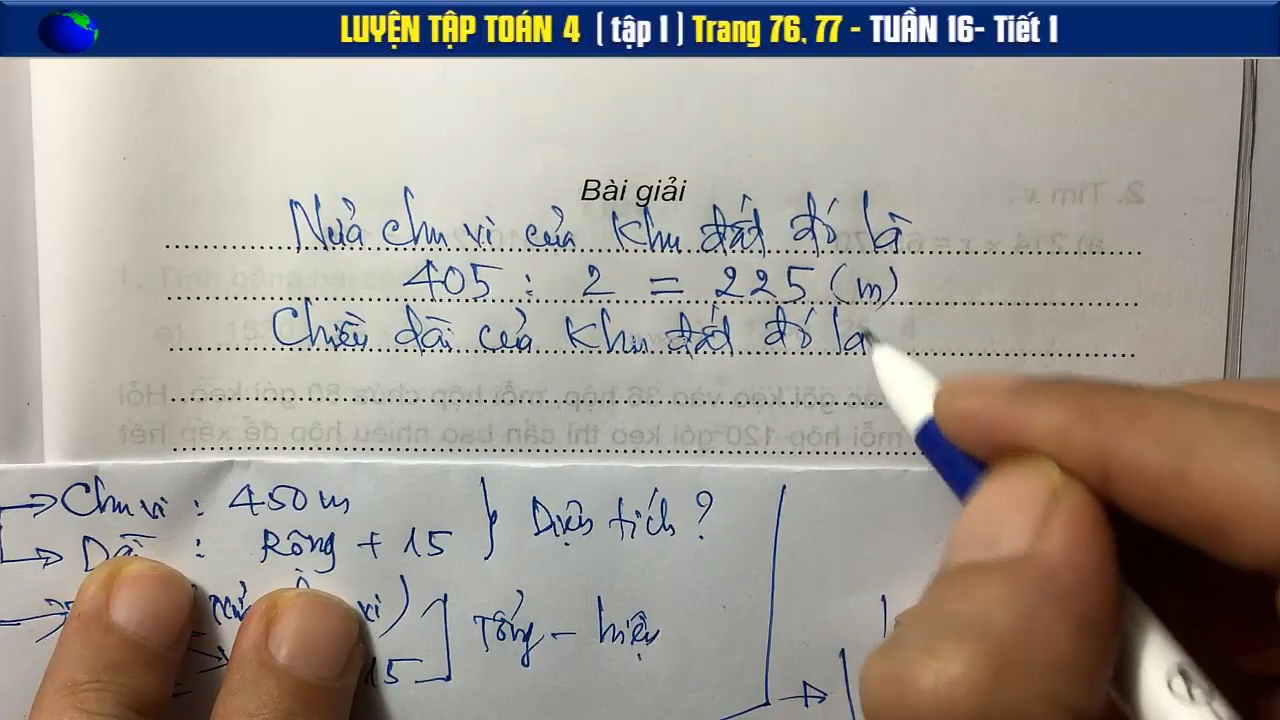 LUYỆN TẬP TOÁN 4 ( tập 1 ) Trang 76, 77 - TUẦN 16- Tiết 1
Bài giải
Nửa chu vi của khu đất đó là
405 : 2 = 225 (m)
Chiều dài của khu đất đó là
Chu vi : 450 m
Dài : Rộng + 15
Diện tích ?
Tổng - hiệu
15